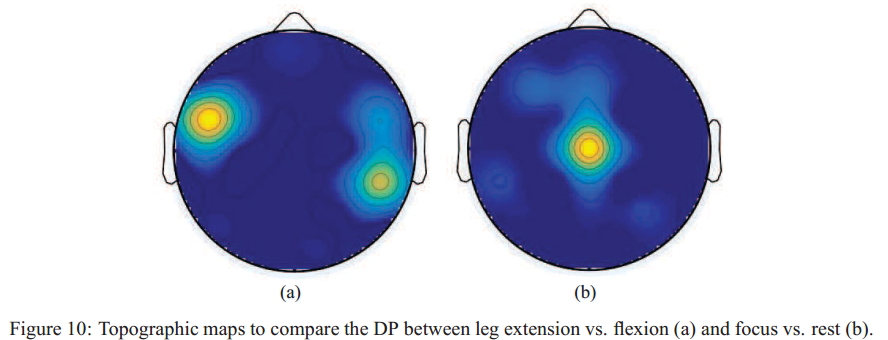 (a)
(b)
Figure 10: Topographic maps to compare the DP between leg extension vs. flexion (a) and focus vs. rest (b).